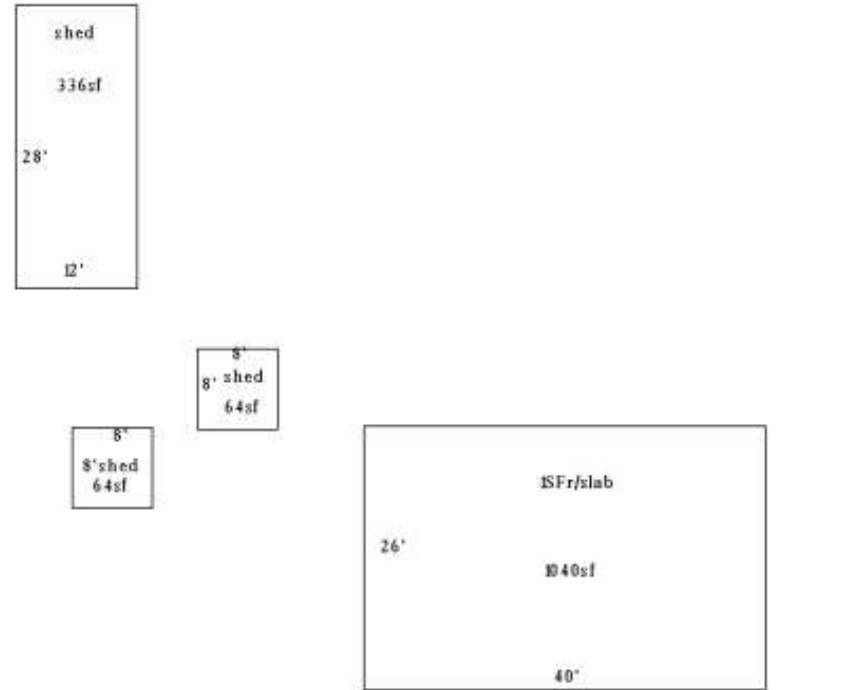 shed
336sf
28'
12'
8'
8' shed
64sf
8'
8'shed
64sf
1SFr/slab
26'
1040sf
40'